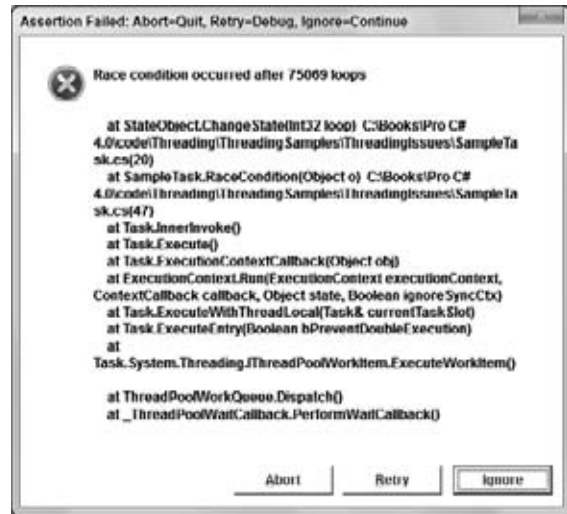 Assertion Failed: Abort=Quit, Retry=Debug, Ignore=Continue
Race condition occurred after 75069 loops
at StateObject.ChangeState(Int32 loop) C:\Books\Pro C#
4.0\code\Threading\ThreadingSamples\ThreadingIssues\SampleTa
sk.cs(20)
at SampleTask.RaceCondition(Object o) C:\Books\Pro C#
4.0\code\Threading\ThreadingSamples\ThreadingIssues\SampleTa
sk.cs(47)
at Task.InnerInvoke()
at Task.Execute()
at Task.ExecutionContextCallback(Object obj)
at ExecutionContext.Run(ExecutionContext executionContext,
ContextCallback callback, Object state, Boolean ignoreSyncCtx)
at Task.ExecuteWithThreadLocal(Task& currentTaskSlot)
at Task.ExecuteEntry(Boolean bPreventDoubleExecution)
at
Task.System.Threading.IThreadPoolWorkItem.ExecuteWorkItem()
at ThreadPoolWorkQueue.Dispatch()
at _ThreadPoolWaitCallback.PerformWaitCallback()
Abort Retry Ignore